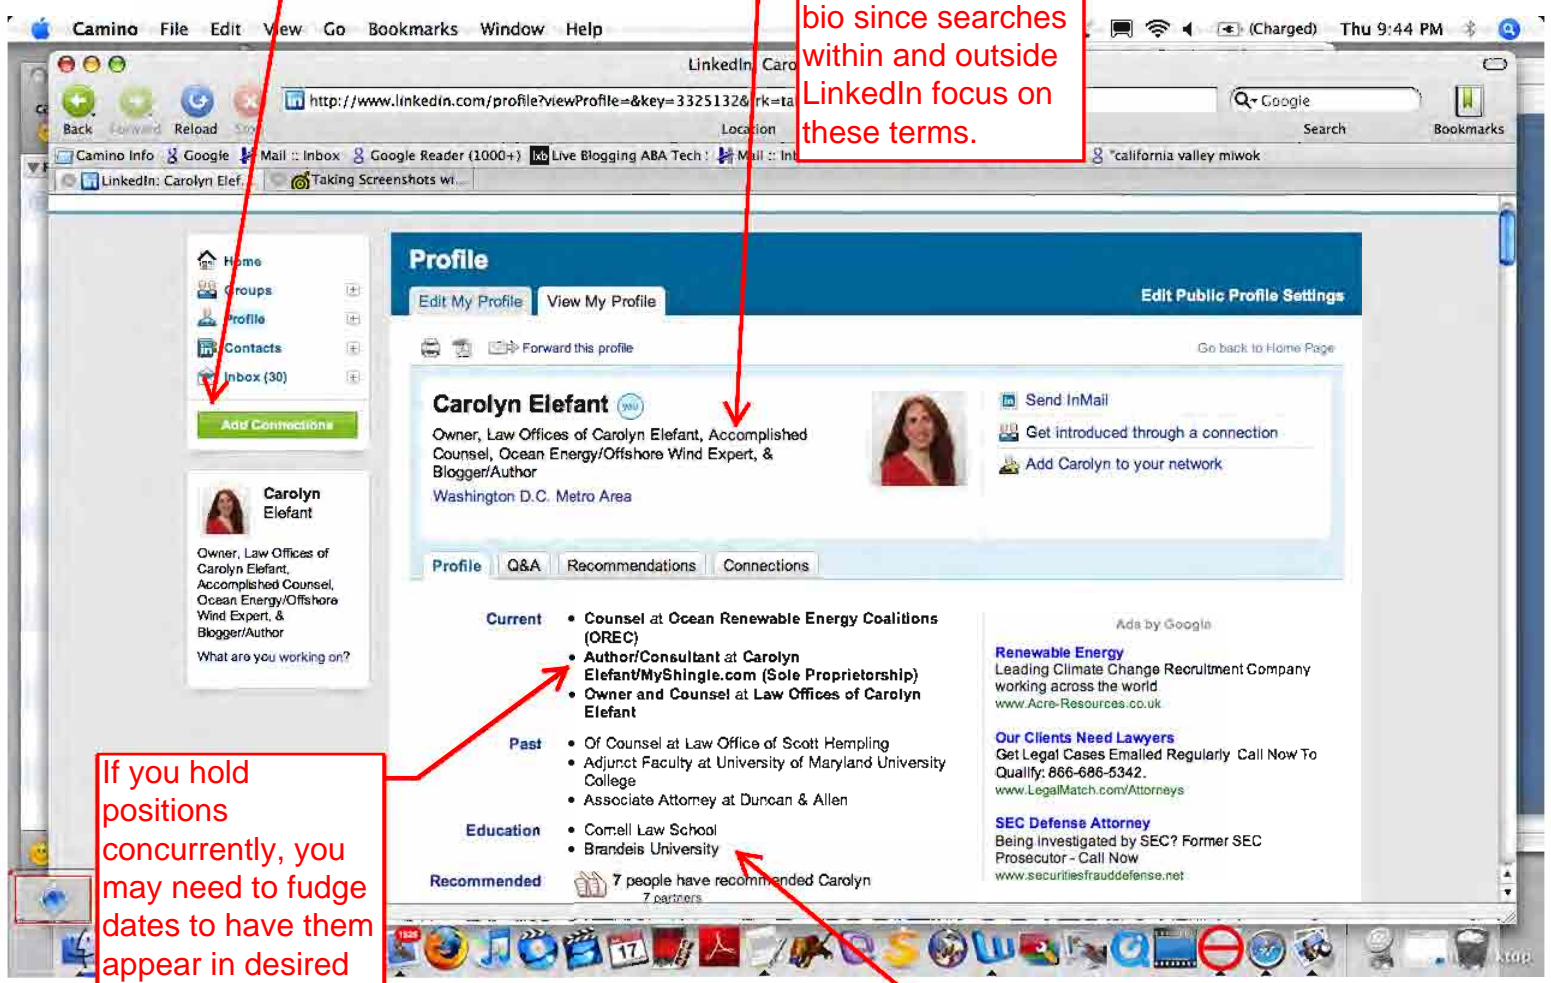 Camino File Edit View Go Bookmarks Window Help
(Charged) Thu 9:44 PM
bio since searches
within and outside
LinkedIn focus on
these terms.
LinkedIn: Caro
http://www.linkedin.com/profile?viewProfile=&key=3325132&trk=ta
Google
Back Forward Reload Stop Location Search Bookmarks
Camino Info Google Mail :: Inbox Google Reader (1000+) Live Blogging ABA Tech Mail :: Inb "california valley miwok
LinkedIn: Carolyn Elef... Taking Screenshots wi...
Home
Groups
Profile
Contacts
Inbox (30)
Add Connections
Carolyn
Elefant
Owner, Law Offices of
Carolyn Elefant,
Accomplished Counsel,
Ocean Energy/Offshore
Wind Expert, &
Blogger/Author
What are you working on?
Profile
Edit My Profile View My Profile
Edit Public Profile Settings
Forward this profile
Go back to Home Page
Carolyn Elefant you
Owner, Law Offices of Carolyn Elefant, Accomplished
Counsel, Ocean Energy/Offshore Wind Expert, &
Blogger/Author
Washington D.C. Metro Area
Send InMail
Get introduced through a connection
Add Carolyn to your network
Profile Q&A Recommendations Connections
Current
Counsel at Ocean Renewable Energy Coalitions
(OREC)
Author/Consultant at Carolyn
Elefant/MyShingle.com (Sole Proprietorship)
Owner and Counsel at Law Offices of Carolyn
Elefant
Past
Of Counsel at Law Office of Scott Hempling
Adjunct Faculty at University of Maryland University
College
Associate Attorney at Duncan & Allen
Education
Cornell Law School
Brandeis University
Recommended
7 people have recommended Carolyn
7 partners
Ads by Google
Renewable Energy
Leading Climate Change Recruitment Company
working across the world
www.Acre-Resources.co.uk
Our Clients Need Lawyers
Get Legal Cases Emailed Regularly Call Now To
Qualify: 866-686-5342.
www.LegalMatch.com/Attorneys
SEC Defense Attorney
Being investigated by SEC? Former SEC
Prosecutor - Call Now
www.securitiesfrauddefense.net
If you hold
positions
concurrently, you
may need to fudge
dates to have them
appear in desired
17